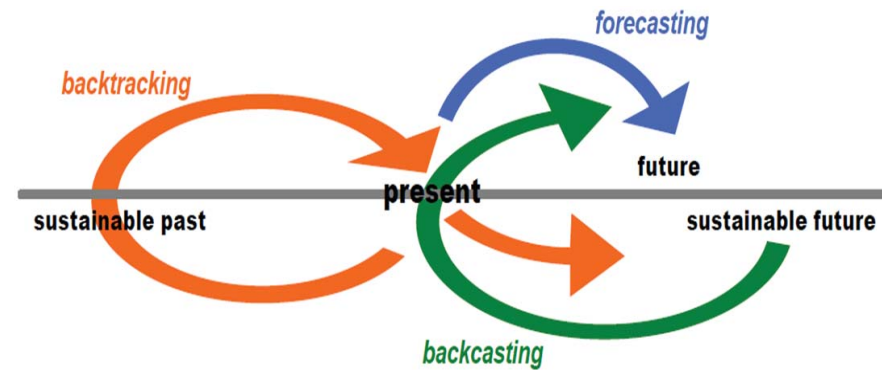 forecasting
backtracking
future
present
sustainable past
sustainable future
backcasting